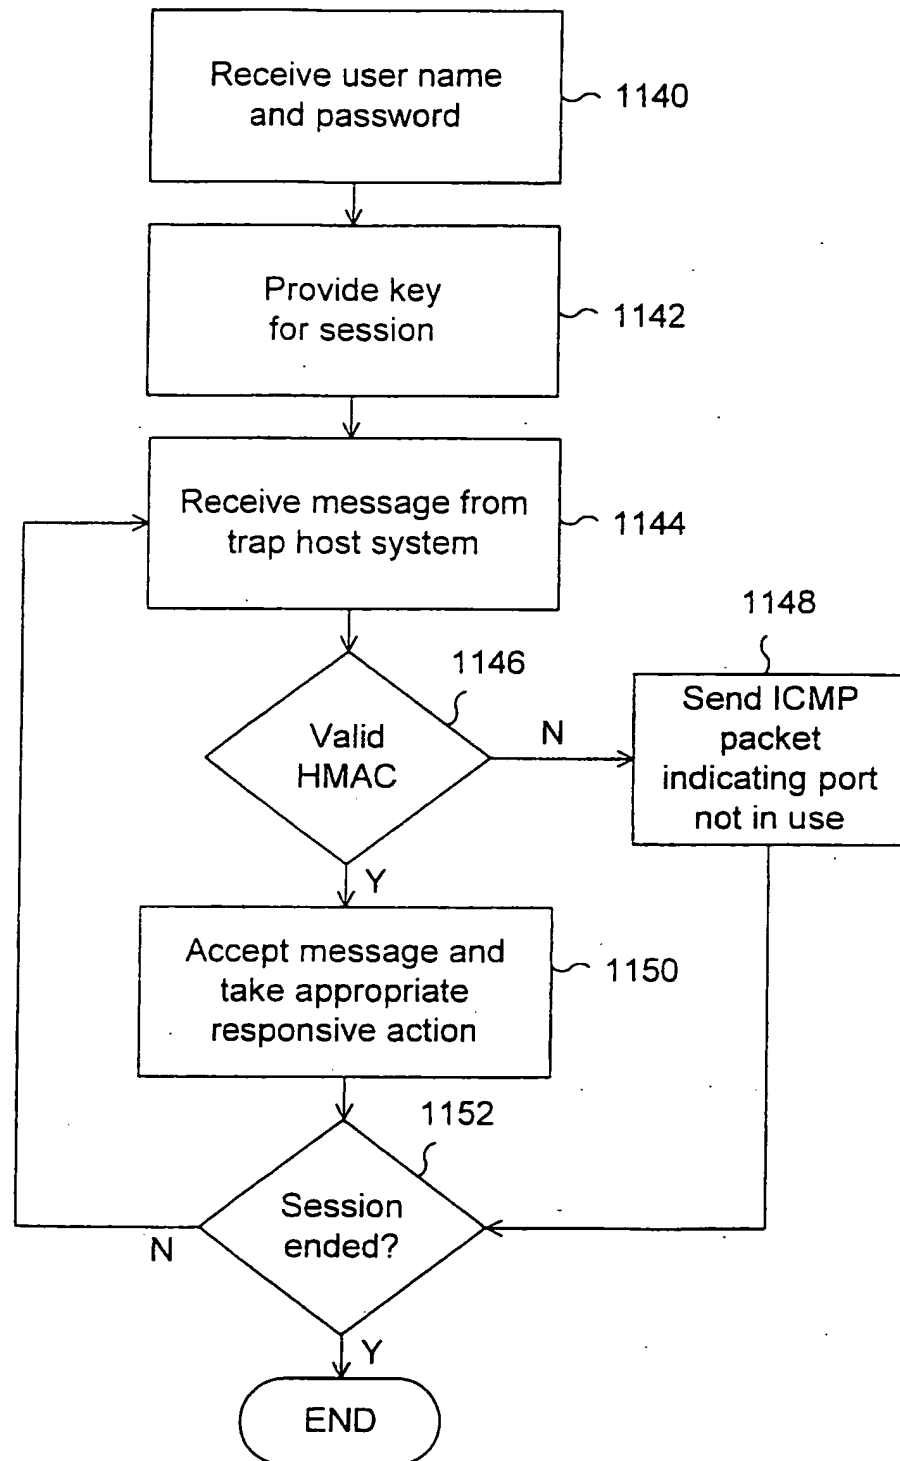 Receive user name
and password
1140
Provide key
for session
1142
Receive message from
trap host system
1144
1148
1146
Valid
HMAC
N
Send ICMP
packet
indicating port
not in use
Y
Accept message and
take appropriate
responsive action
1150
1152
Session
ended?
N
Y
END